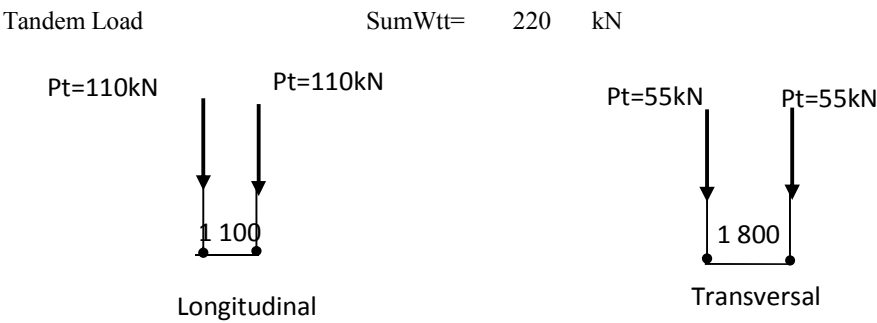 Tandem Load SumWtt= 220 kN
Pt=110kN Pt=110kN
Pt=55kN Pt=55kN
1 100
1 800
Longitudinal
Transversal